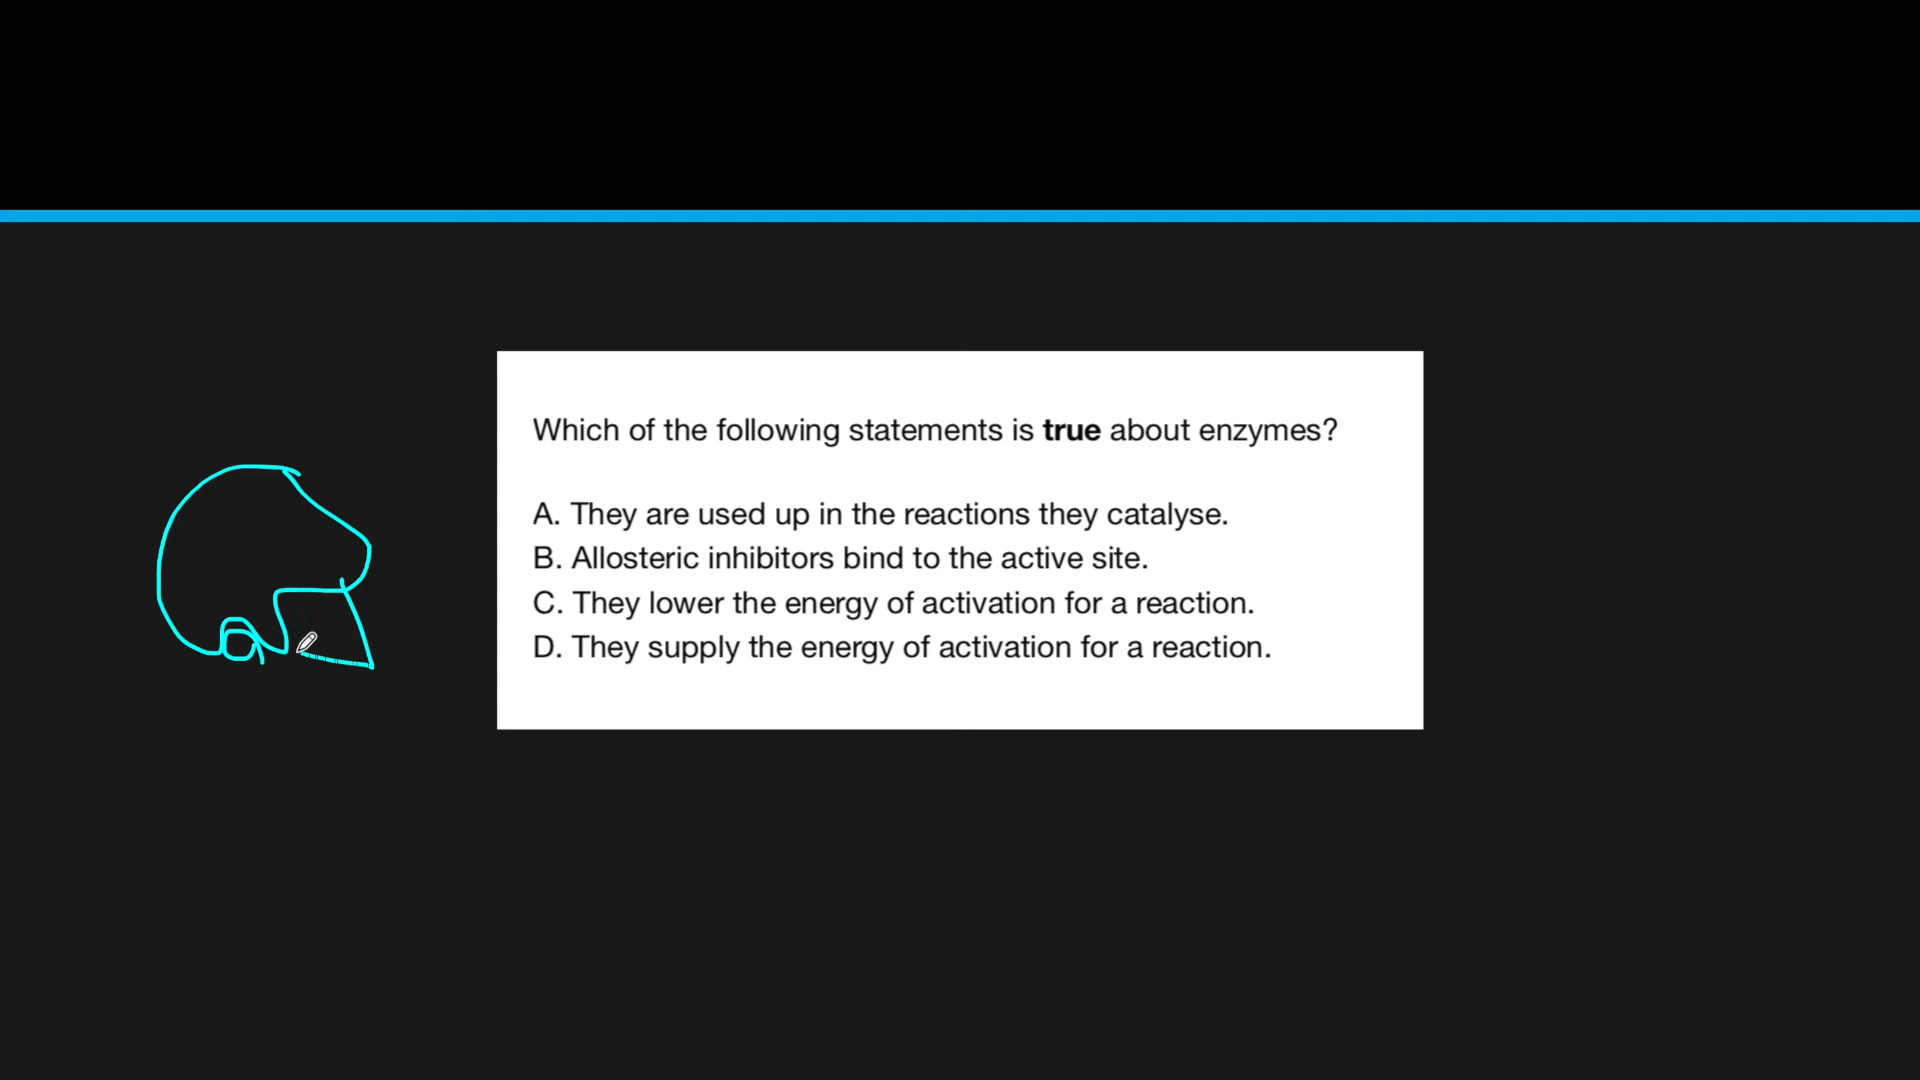 Which of the following statements is true about enzymes?
A. They are used up in the reactions they catalyse.
B. Allosteric inhibitors bind to the active site.
C. They lower the energy of activation for a reaction.
D. They supply the energy of activation for a reaction.